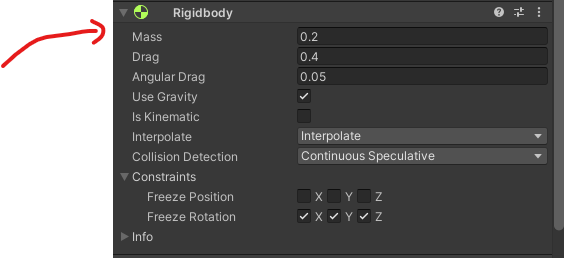 Rigidbody
Mass 0.2
Drag 0.4
Angular Drag 0.05
Use Gravity
Is Kinematic
Interpolate Interpolate
Collision Detection Continuous Speculative
Constraints
Freeze Position X Y Z
Freeze Rotation X Y Z
Info